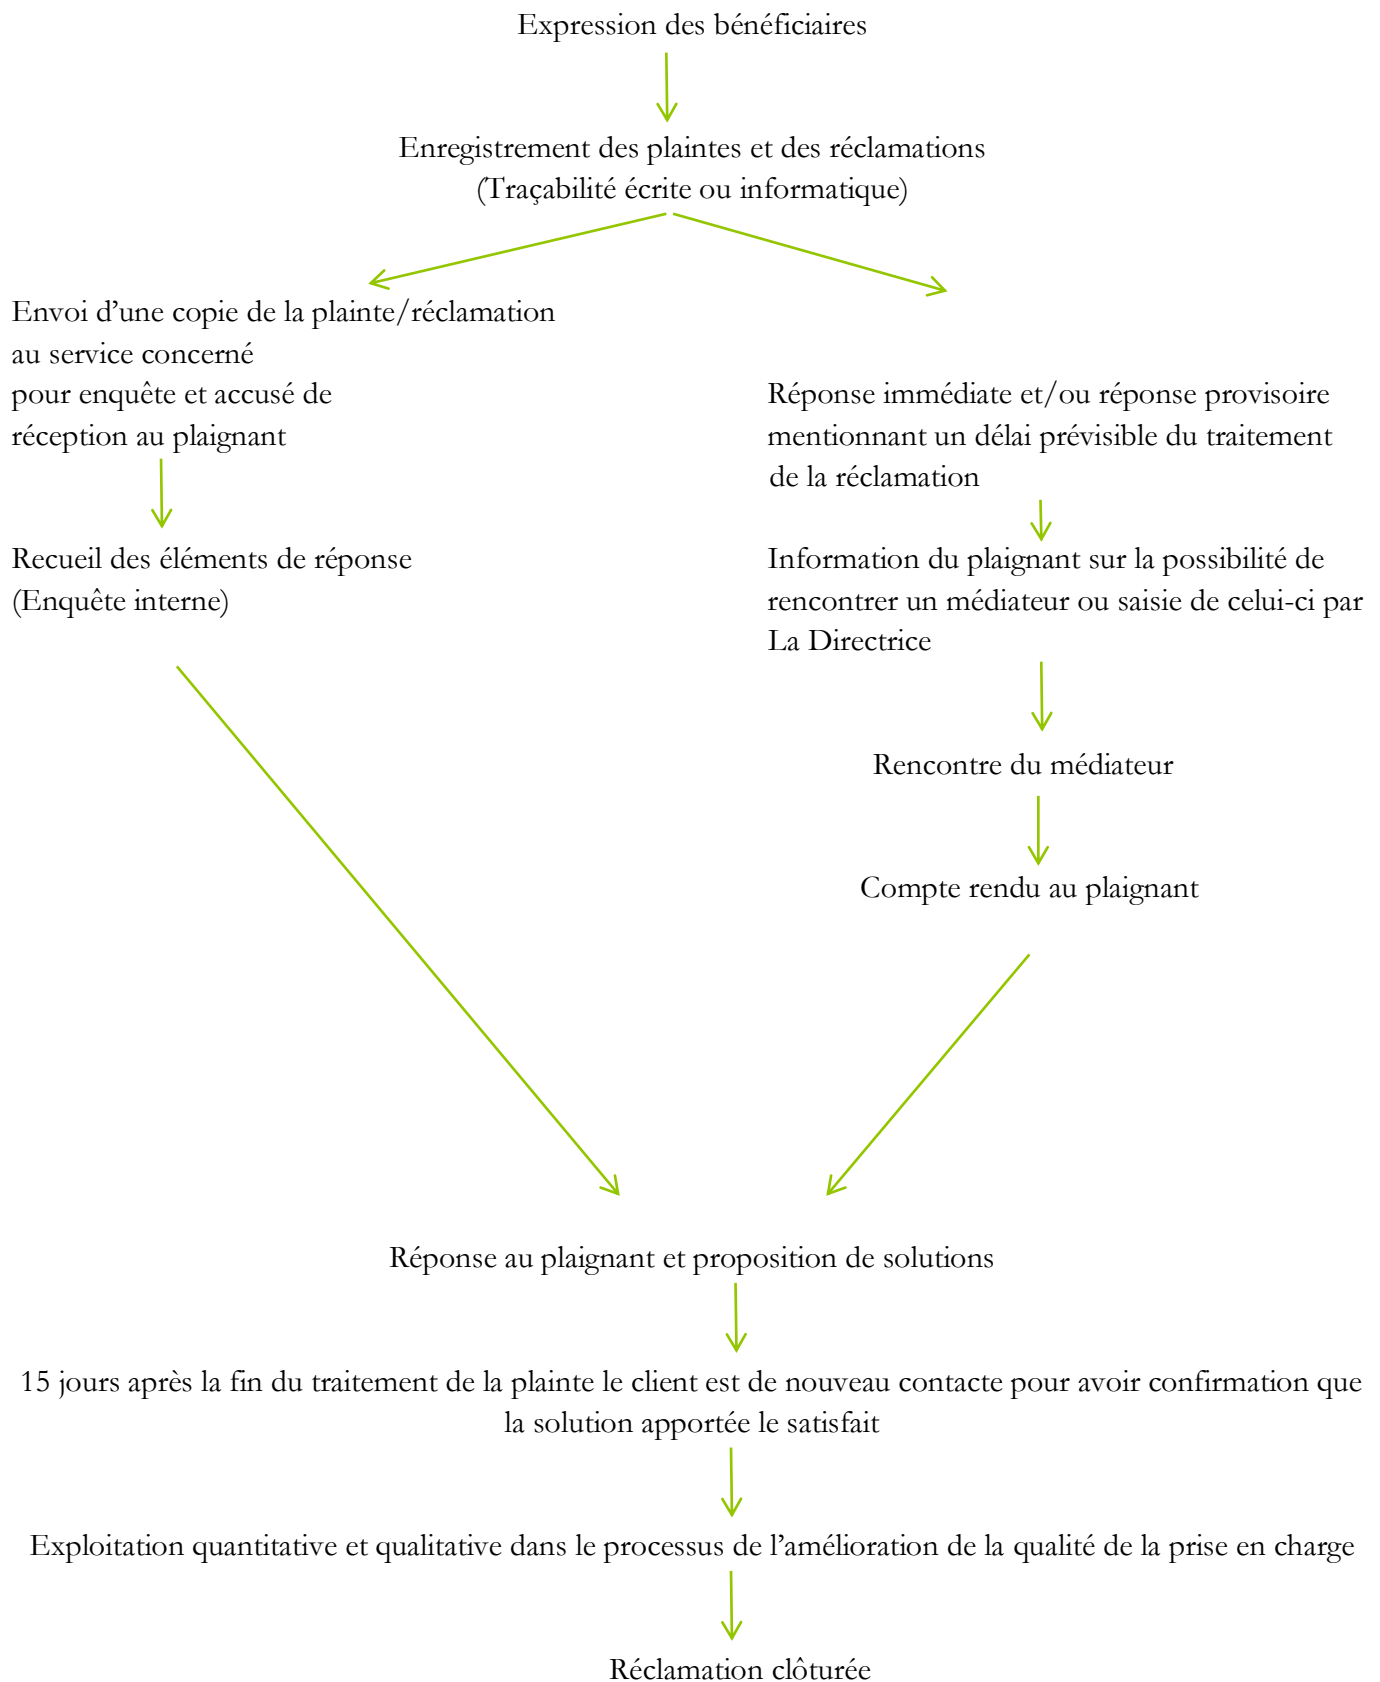 Expression des bénéficiaires
Enregistrement des plaintes et des réclamations
(Traçabilité écrite ou informatique)
Envoi d’une copie de la plainte/réclamation
au service concerné
pour enquête et accusé de
réception au plaignant
Réponse immédiate et/ou réponse provisoire
mentionnant un délai prévisible du traitement
de la réclamation
Recueil des éléments de réponse
(Enquête interne)
Information du plaignant sur la possibilité de
rencontrer un médiateur ou saisie de celui-ci par
La Directrice
Rencontre du médiateur
Compte rendu au plaignant
Réponse au plaignant et proposition de solutions
15 jours après la fin du traitement de la plainte le client est de nouveau contacte pour avoir confirmation que
la solution apportée le satisfait
Exploitation quantitative et qualitative dans le processus de l’amélioration de la qualité de la prise en charge
Réclamation clôturée